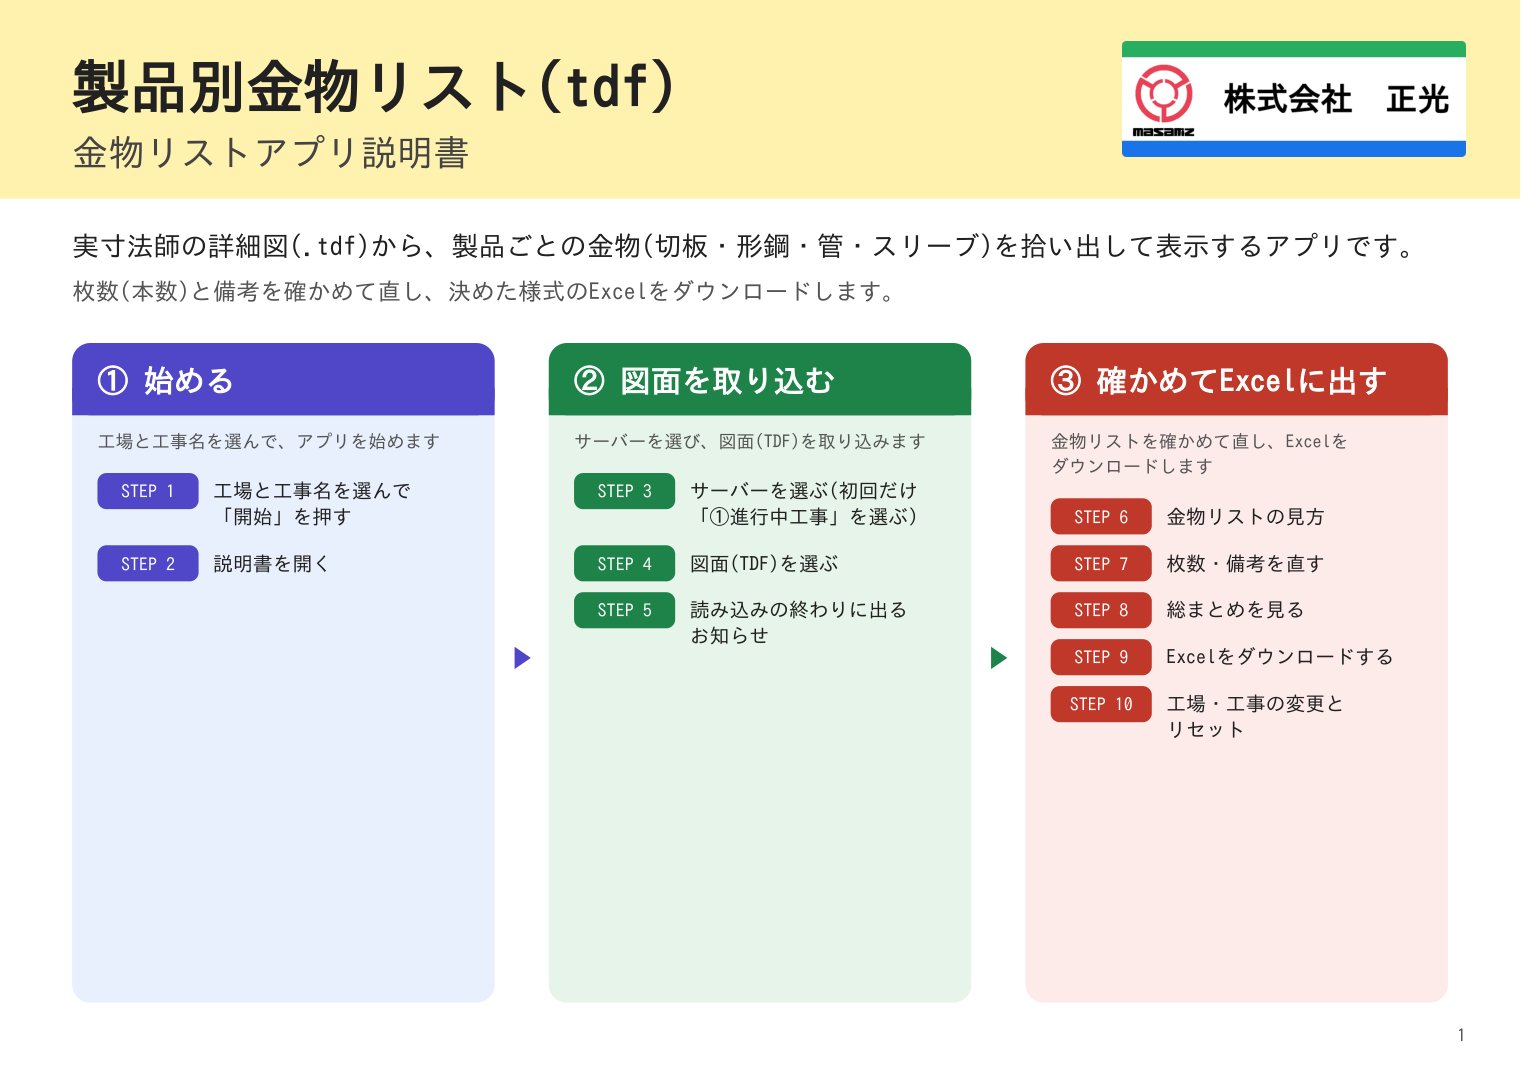 製品別金物リスト(tdf)
金物リストアプリ説明書
masamz
株式会社　正光
実寸法師の詳細図(.tdf)から、製品ごとの金物(切板・形鋼・管・スリーブ)を拾い出して表示するアプリです。
枚数(本数)と備考を確かめて直し、決めた様式のExcelをダウンロードします。
① 始める
工場と工事名を選んで、アプリを始めます
STEP 1 工場と工事名を選んで
「開始」を押す
STEP 2 説明書を開く
② 図面を取り込む
サーバーを選び、図面(TDF)を取り込みます
STEP 3 サーバーを選ぶ(初回だけ
「①進行中工事」を選ぶ)
STEP 4 図面(TDF)を選ぶ
STEP 5 読み込みの終わりに出る
お知らせ
③ 確かめてExcelに出す
金物リストを確かめて直し、Excelを
ダウンロードします
STEP 6 金物リストの見方
STEP 7 枚数・備考を直す
STEP 8 総まとめを見る
STEP 9 Excelをダウンロードする
STEP 10 工場・工事の変更と
リセット
1